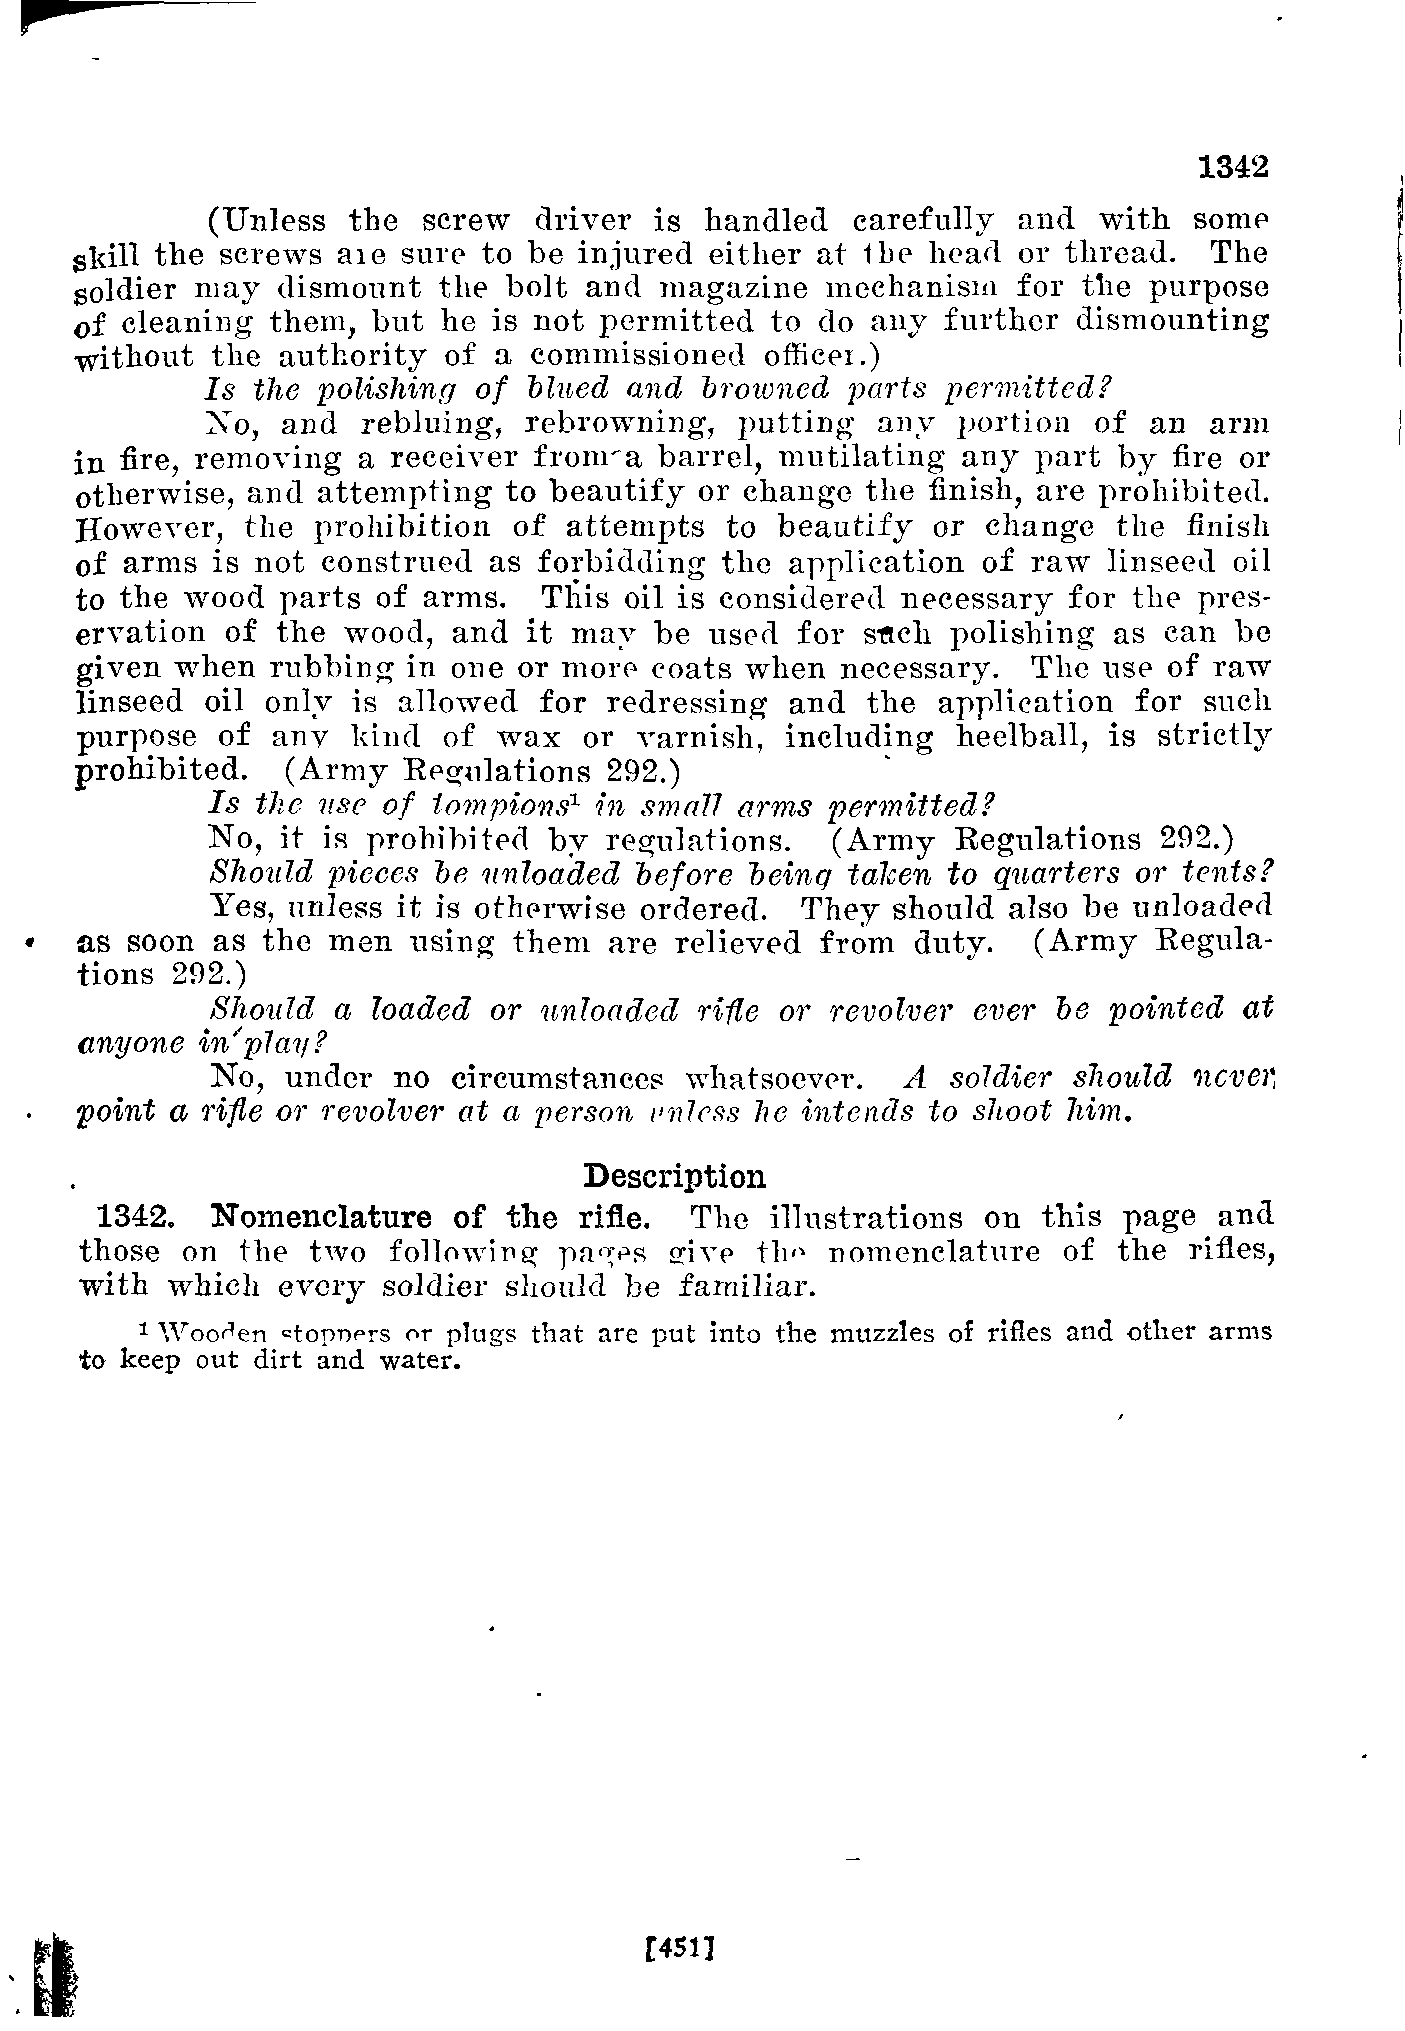 1342
(Unless the screw driver is handled carefully and with some
skill the screws are sure to be injured either at the head or thread. The
soldier may dismount the bolt and magazine mechanism for the purpose
of cleaning them, but he is not permitted to do any further dismounting
without the authority of a commissioned officer.)
Is the polishing of blued and browned parts permitted?
No, and rebluing, rebrowning, putting any portion of an arm
in fire, removing a receiver from a barrel, mutilating any part by fire or
otherwise, and attempting to beautify or change the finish, are prohibited.
However, the prohibition of attempts to beautify or change the finish
of arms is not construed as forbidding the application of raw linseed oil
to the wood parts of arms. This oil is considered necessary for the pres-
ervation of the wood, and it may be used for such polishing as can be
given when rubbing in one or more coats when necessary. The use of raw
linseed oil only is allowed for redressing and the application for such
purpose of any kind of wax or varnish, including heelball, is strictly
prohibited. (Army Regulations 292.)
Is the use of tompions¹ in small arms permitted?
No, it is prohibited by regulations. (Army Regulations 292.)
Should pieces be unloaded before being taken to quarters or tents?
Yes, unless it is otherwise ordered. They should also be unloaded
as soon as the men using them are relieved from duty. (Army Regula-
tions 292.)
Should a loaded or unloaded rifle or revolver ever be pointed at
anyone in play?
No, under no circumstances whatsoever. A soldier should never
point a rifle or revolver at a person unless he intends to shoot him.
Description
1342. Nomenclature of the rifle. The illustrations on this page and
those on the two following pages give the nomenclature of the rifles,
with which every soldier should be familiar.
¹ Wooden stoppers or plugs that are put into the muzzles of rifles and other arms
to keep out dirt and water.
[451]